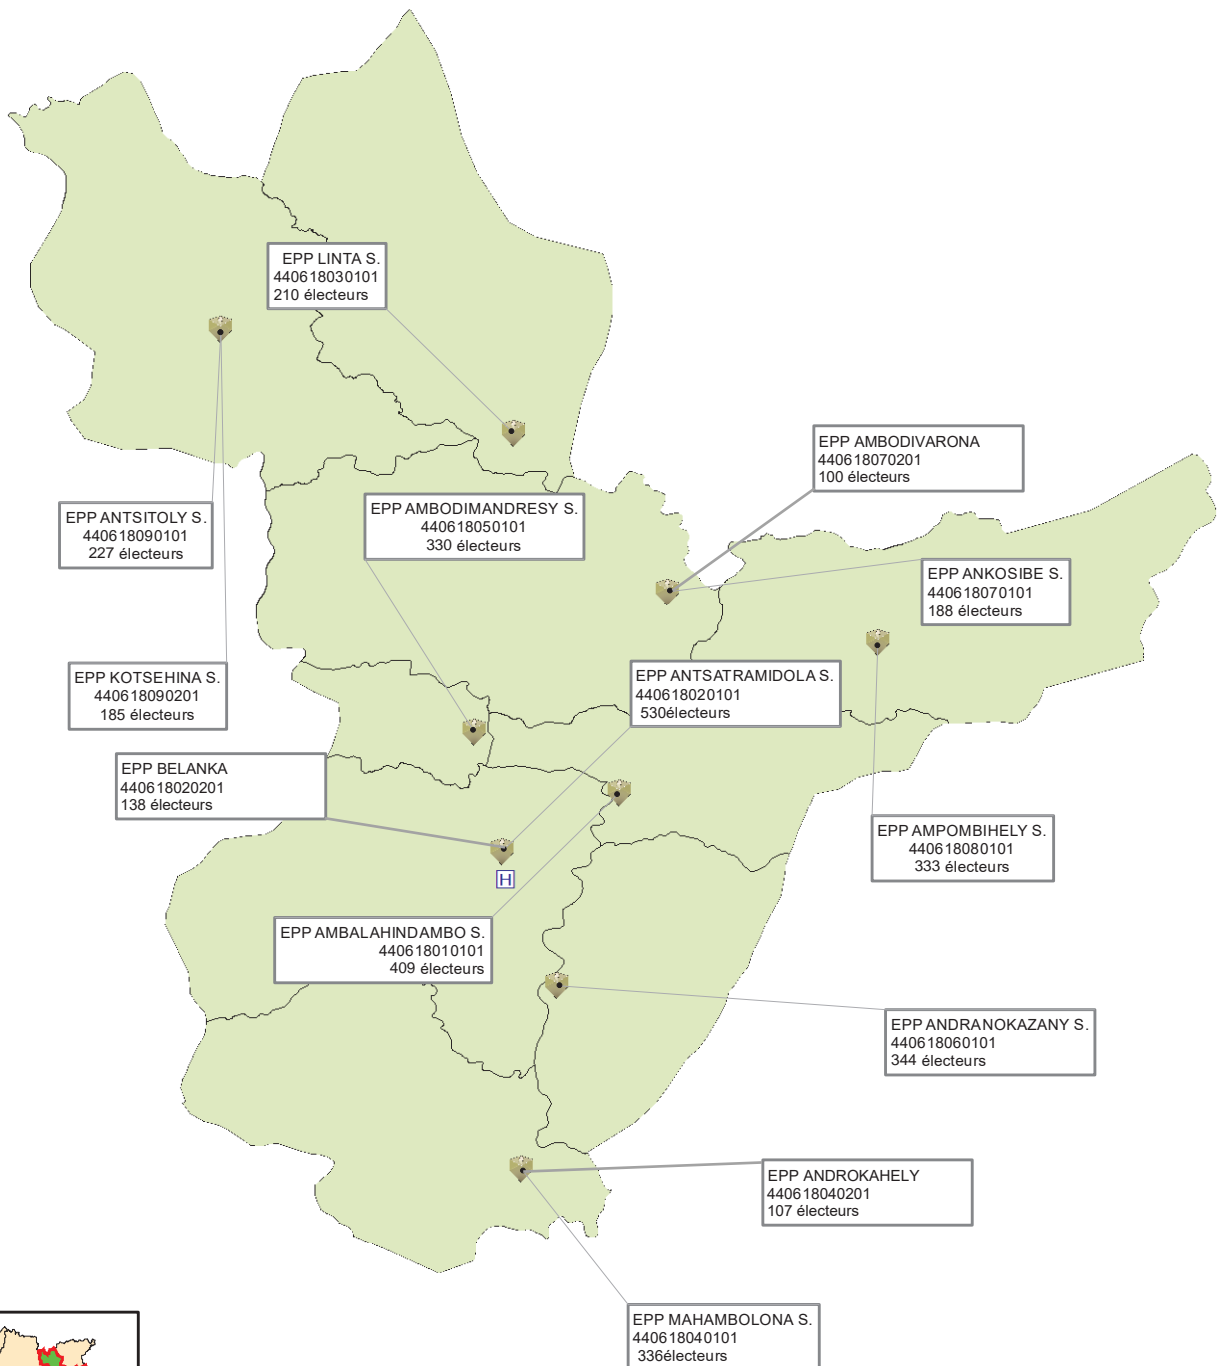 EPP LINTA S.
440618030101
210 électeurs
EPP AMBODIVARONA
440618070201
100 électeurs
EPP ANTSITOLY S.
440618090101
227 électeurs
EPP AMBODIMANDRESY S.
440618050101
330 électeurs
EPP ANKOSIBE S.
440618070101
188 électeurs
EPP KOTSEHINA S.
440618090201
185 électeurs
EPP ANTSATRAMIDOLA S.
440618020101
530électeurs
EPP BELANKA
440618020201
138 électeurs
EPP AMPOMBIHELY S.
440618080101
333 électeurs
H
EPP AMBALAHINDAMBO S.
440618010101
409 électeurs
EPP ANDRANOKAZANY S.
440618060101
344 électeurs
EPP ANDROKAHELY
440618040201
107 électeurs
EPP MAHAMBOLONA S.
440618040101
336électeurs